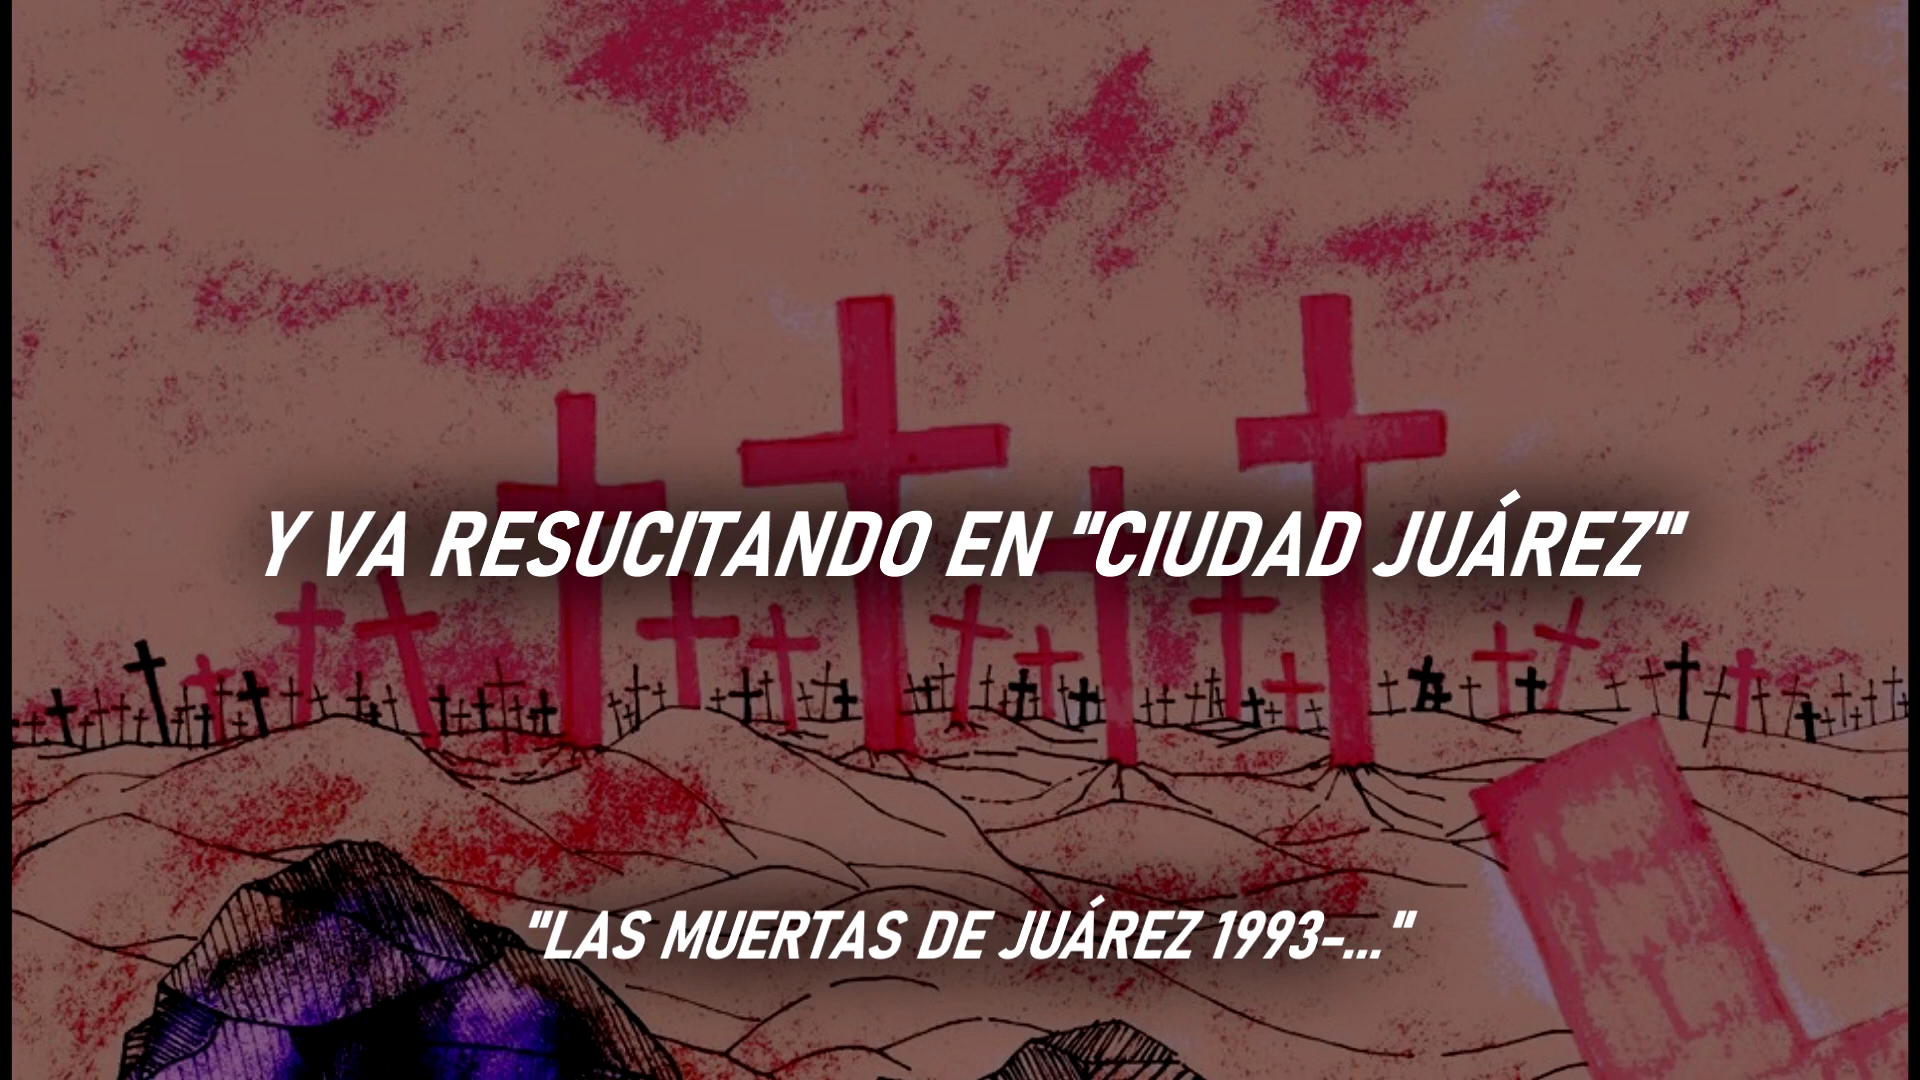 Y VA RESUCITANDO EN "CIUDAD JUÁREZ"
"LAS MUERTAS DE JUÁREZ 1993-..."